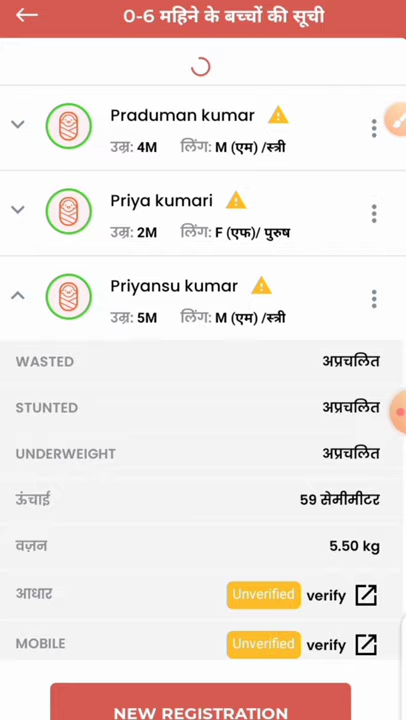 0-6 महिने के बच्चों की सूची
Praduman kumar
उम्र: 4M लिंग: M (एम) /स्त्री
Priya kumari
उम्र: 2M लिंग: F (एफ)/ पुरुष
Priyansu kumar
उम्र: 5M लिंग: M (एम) /स्त्री
WASTED अप्रचलित
STUNTED अप्रचलित
UNDERWEIGHT अप्रचलित
ऊंचाई 59 सेमीमीटर
वज़न 5.50 kg
आधार Unverified verify
MOBILE Unverified verify
NEW REGISTRATION